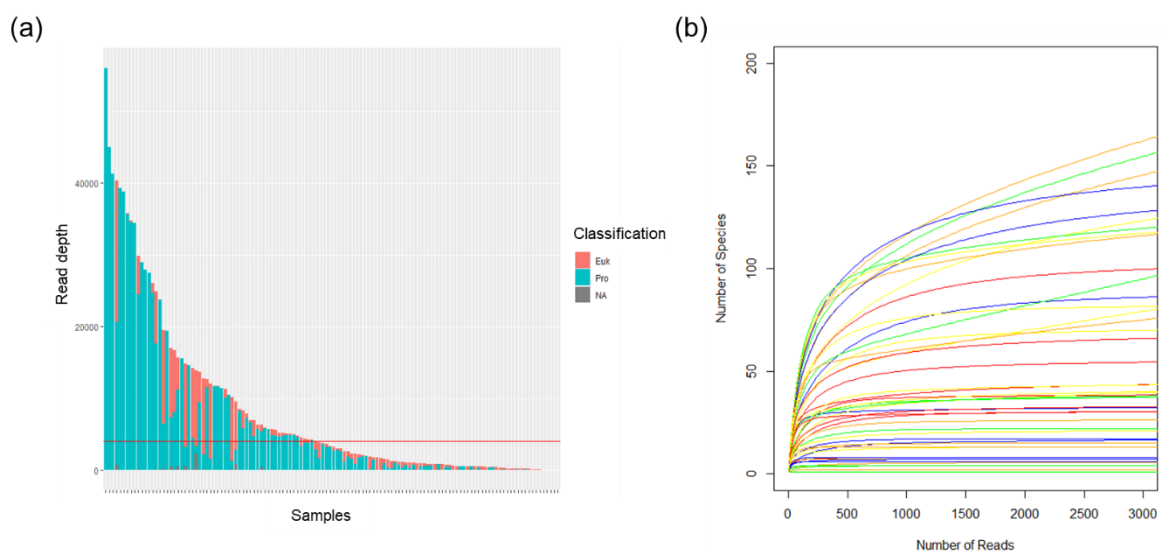 (a)
Read depth
40000
20000
0
Samples
Classification
Euk
Pro
NA
(b)
Number of Species
200
150
100
50
0
0 500 1000 1500 2000 2500 3000
Number of Reads